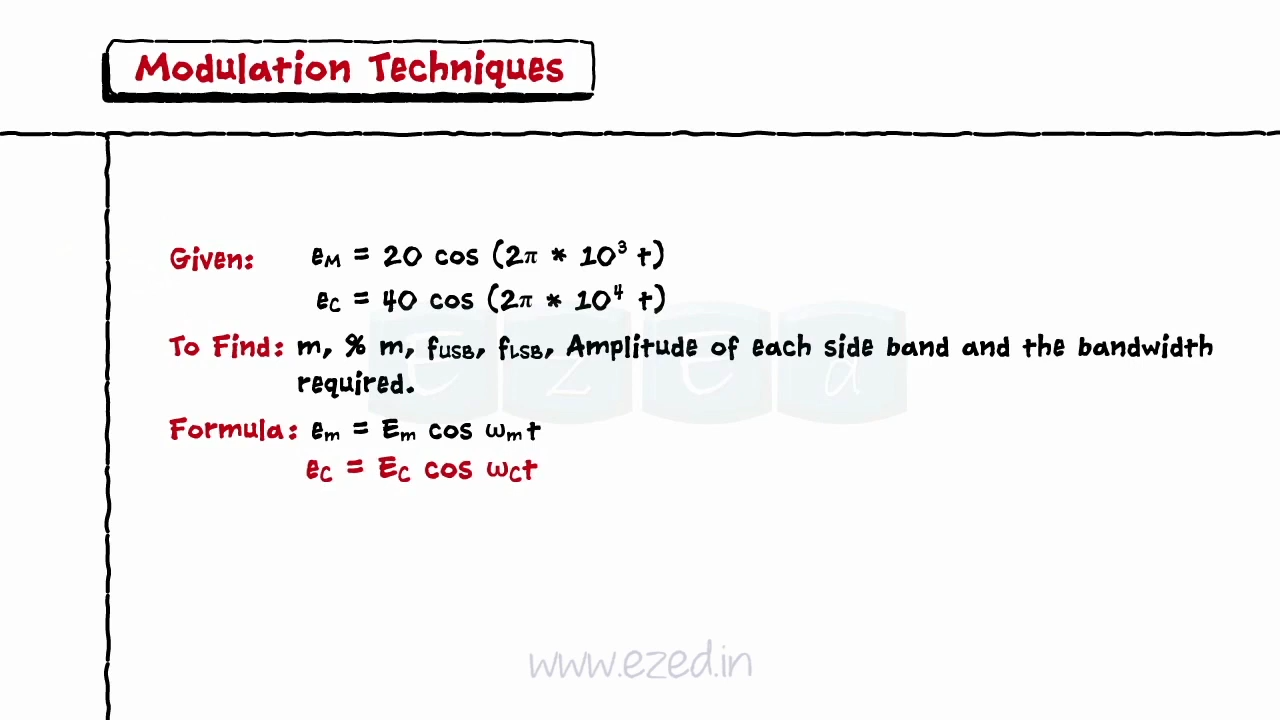 Modulation Techniques
Given: eM = 20 cos (2π * 10³ t)
eC = 40 cos (2π * 10⁴ t)
To Find: m, % m, fUSB, fLSB, Amplitude of each side band and the bandwidth
required.
Formula: em = Em cos ωmt
eC = EC cos ωCt
ezEd
www.ezed.in